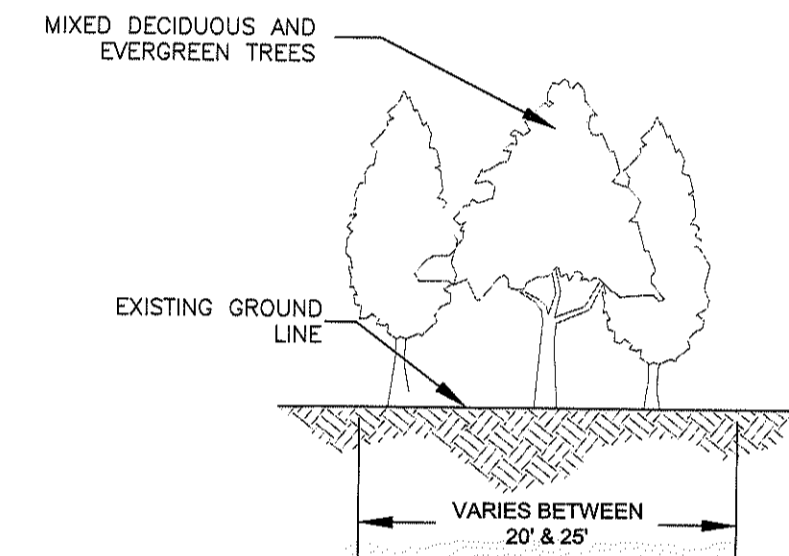 MIXED DECIDUOUS AND
EVERGREEN TREES
EXISTING GROUND
LINE
VARIES BETWEEN
20' & 25'